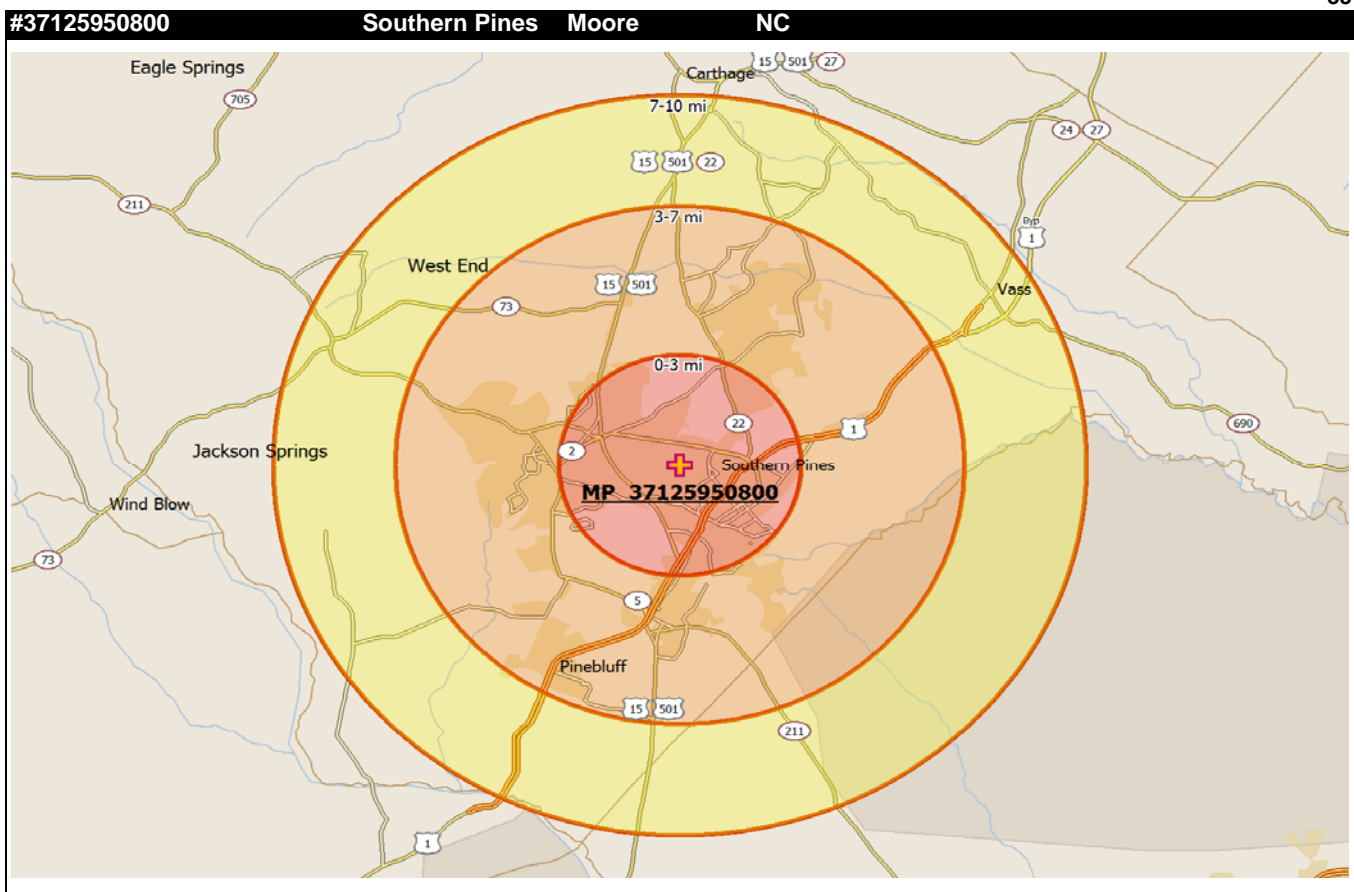 #37125950800 Southern Pines Moore NC
Eagle Springs
Carthage
15 501 27
705
7-10 mi
24 27
15 501 22
211
3-7 mi
Byp
1
West End
15 501
Vass
73
0-3 mi
22
1
690
2
Jackson Springs
Southern Pines
MP 37125950800
Wind Blow
73
5
Pinebluff
15 501
211
1